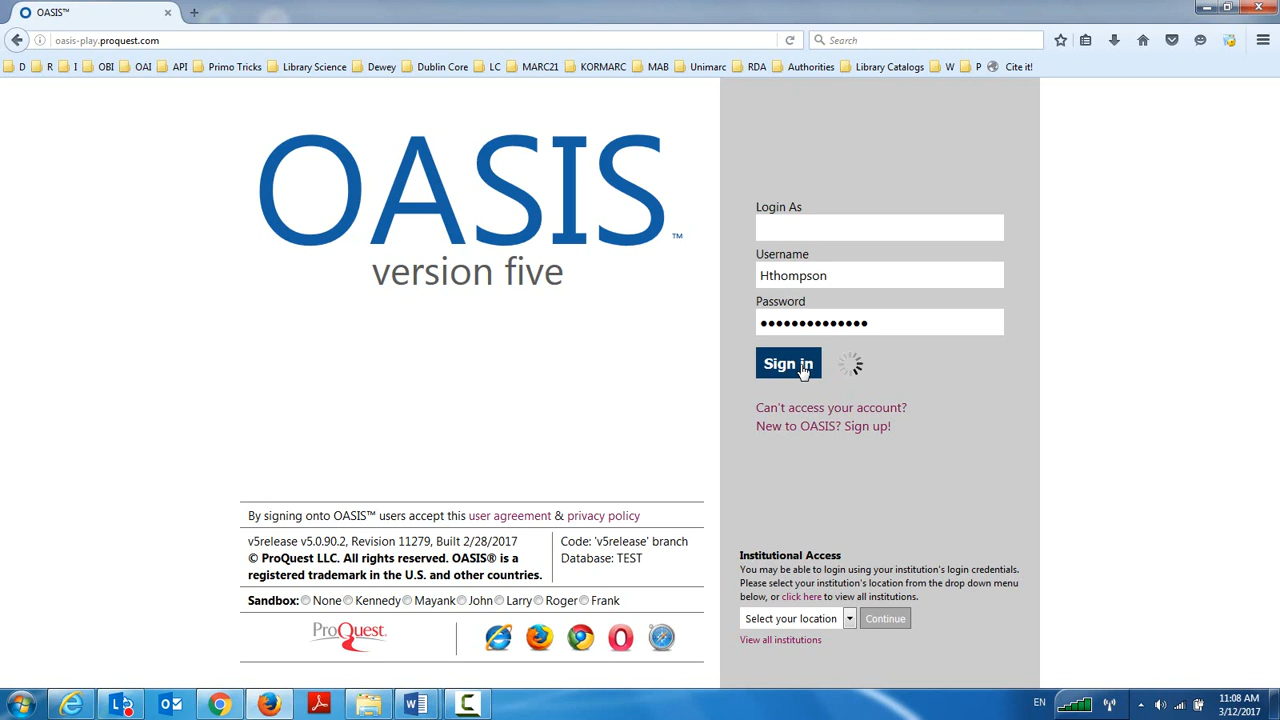 OASIS™
oasis-play.proquest.com
Search
D R I OBI OAI API Primo Tricks Library Science Dewey Dublin Core LC MARC21 KORMARC MAB Unimarc RDA Authorities Library Catalogs W P Cite it!
OASIS™
version five
Login As
Username
Hthompson
Password
••••••••••••••
Sign in
Can't access your account?
New to OASIS? Sign up!
By signing onto OASIS™ users accept this user agreement & privacy policy
v5release v5.0.90.2, Revision 11279, Built 2/28/2017
© ProQuest LLC. All rights reserved. OASIS® is a
registered trademark in the U.S. and other countries.
Code: 'v5release' branch
Database: TEST
Sandbox: None Kennedy Mayank John Larry Roger Frank
ProQuest
Institutional Access
You may be able to login using your institution's login credentials.
Please select your institution's location from the drop down menu
below, or click here to view all institutions.
Select your location Continue
View all institutions
EN
11:08 AM
3/12/2017